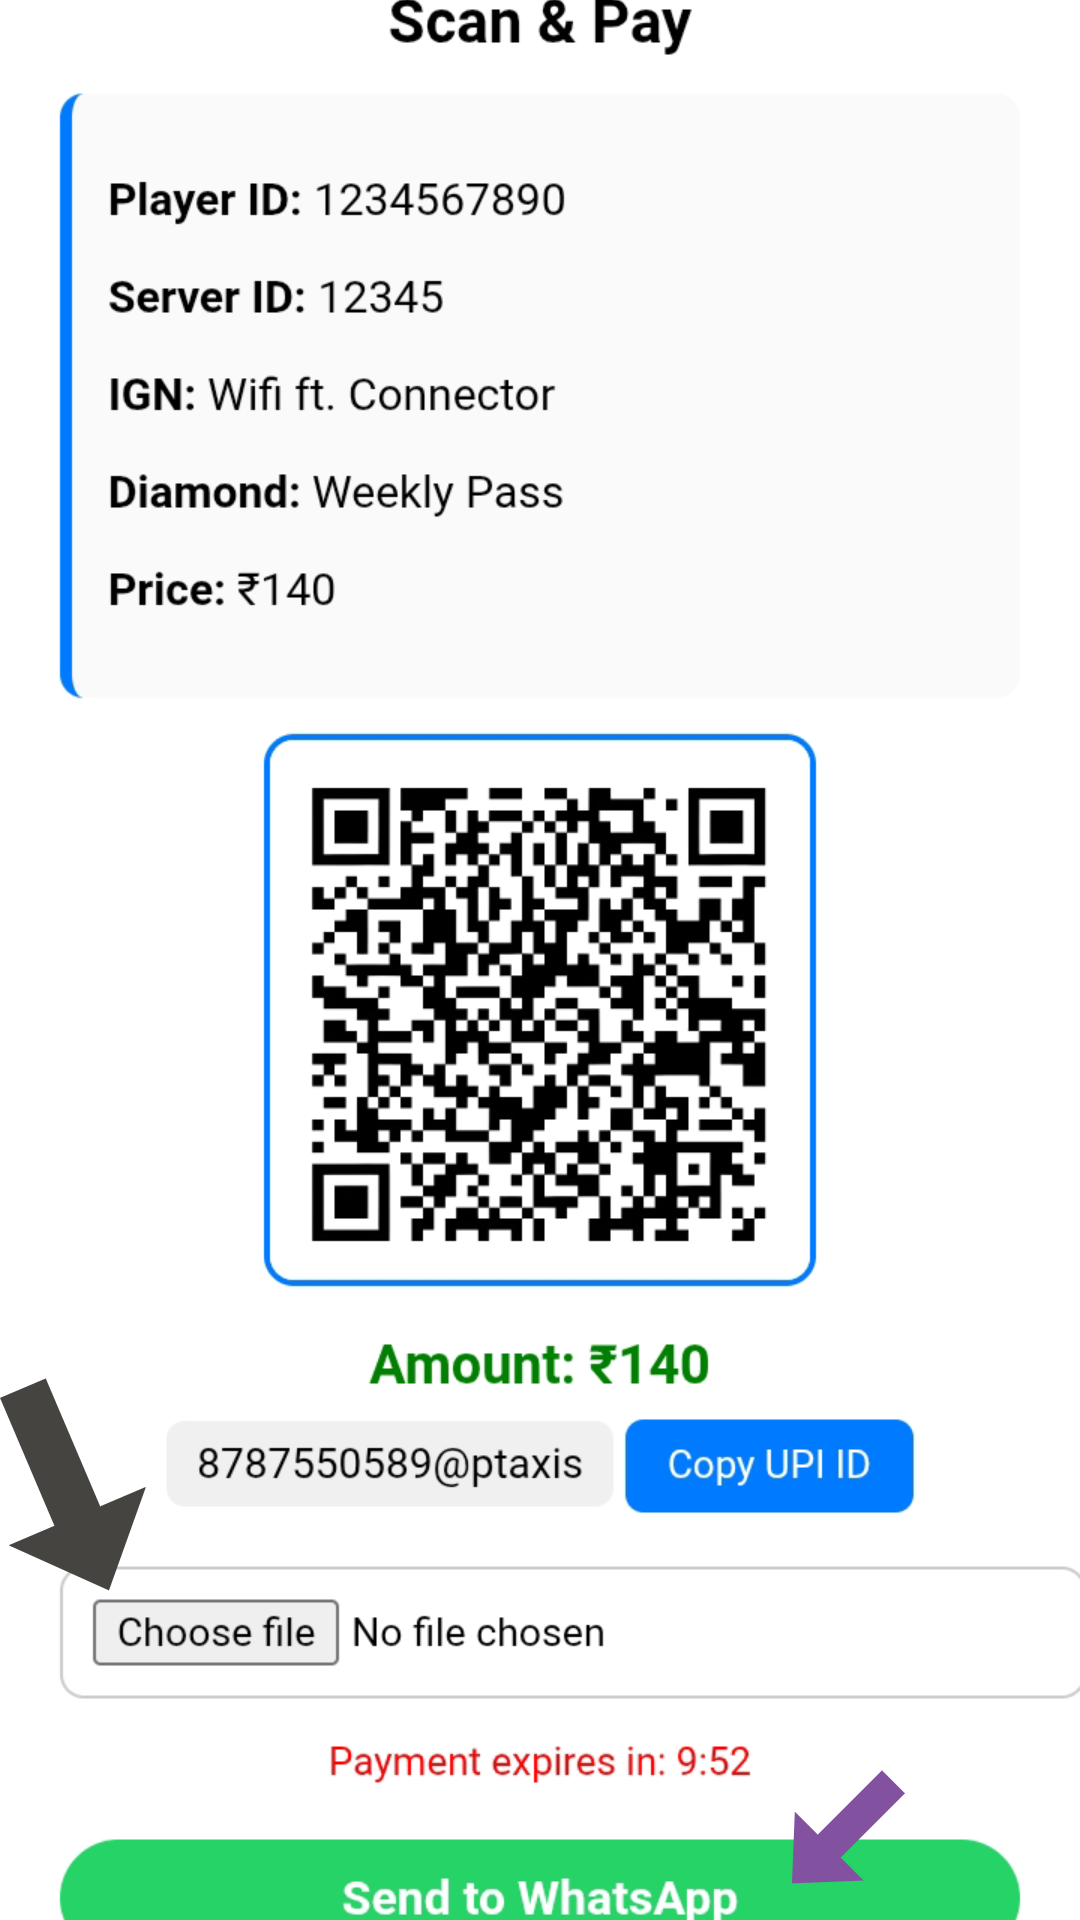 Scan & Pay
Player ID: 1234567890
Server ID: 12345
IGN: Wifi ft. Connector
Diamond: Weekly Pass
Price: ₹140
Amount: ₹140
8787550589@ptaxis
Copy UPI ID
Choose file No file chosen
Payment expires in: 9:52
Send to WhatsApp